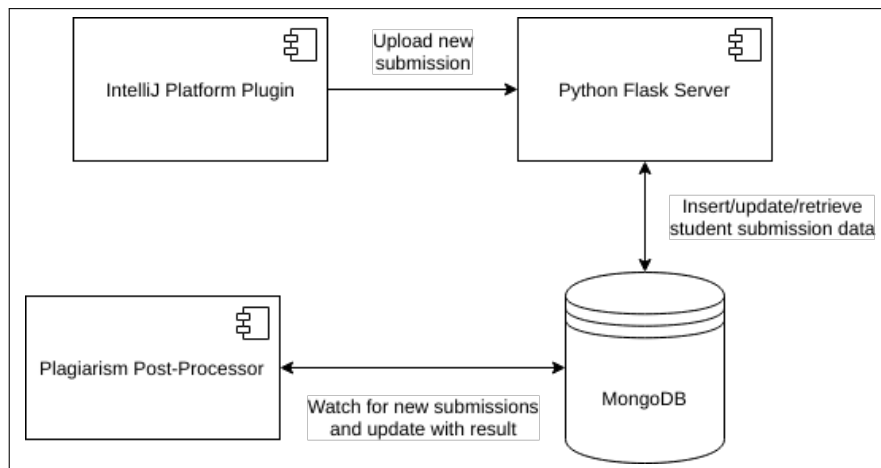 Upload new
submission
IntelliJ Platform Plugin
Python Flask Server
Insert/update/retrieve
student submission data
Plagiarism Post-Processor
Watch for new submissions
and update with result
MongoDB